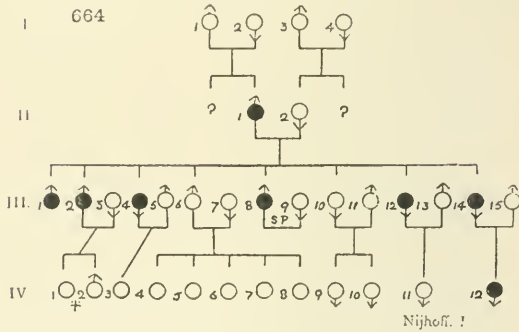 664
I 1 2 3 4
? ?
II 1 2
III. 1 2 3 4 5 6 7 8 9 10 11 12 13 14 15
SP
IV 1 2 3 4 5 6 7 8 9 10 11 12
Nijhoff. !